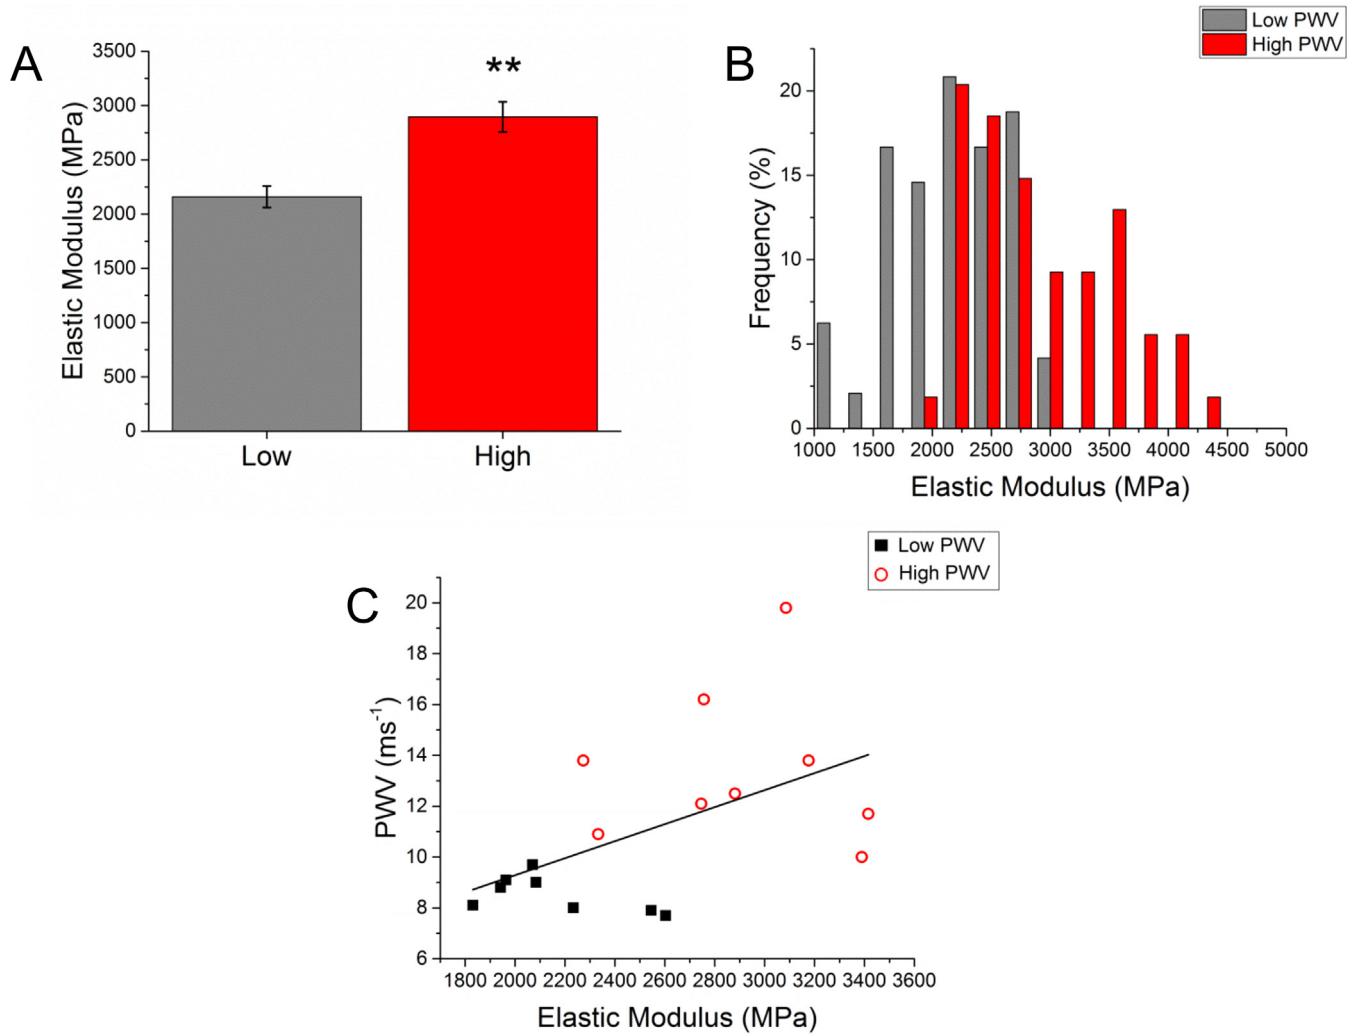 A
3500
3000
2500
2000
1500
1000
500
0
Elastic Modulus (MPa)
**
Low
High
B
Low PWV
High PWV
20
15
10
5
0
Frequency (%)
1000 1500 2000 2500 3000 3500 4000 4500 5000
Elastic Modulus (MPa)
C
Low PWV
High PWV
20
18
16
14
12
10
8
6
PWV (ms⁻¹)
1800 2000 2200 2400 2600 2800 3000 3200 3400 3600
Elastic Modulus (MPa)